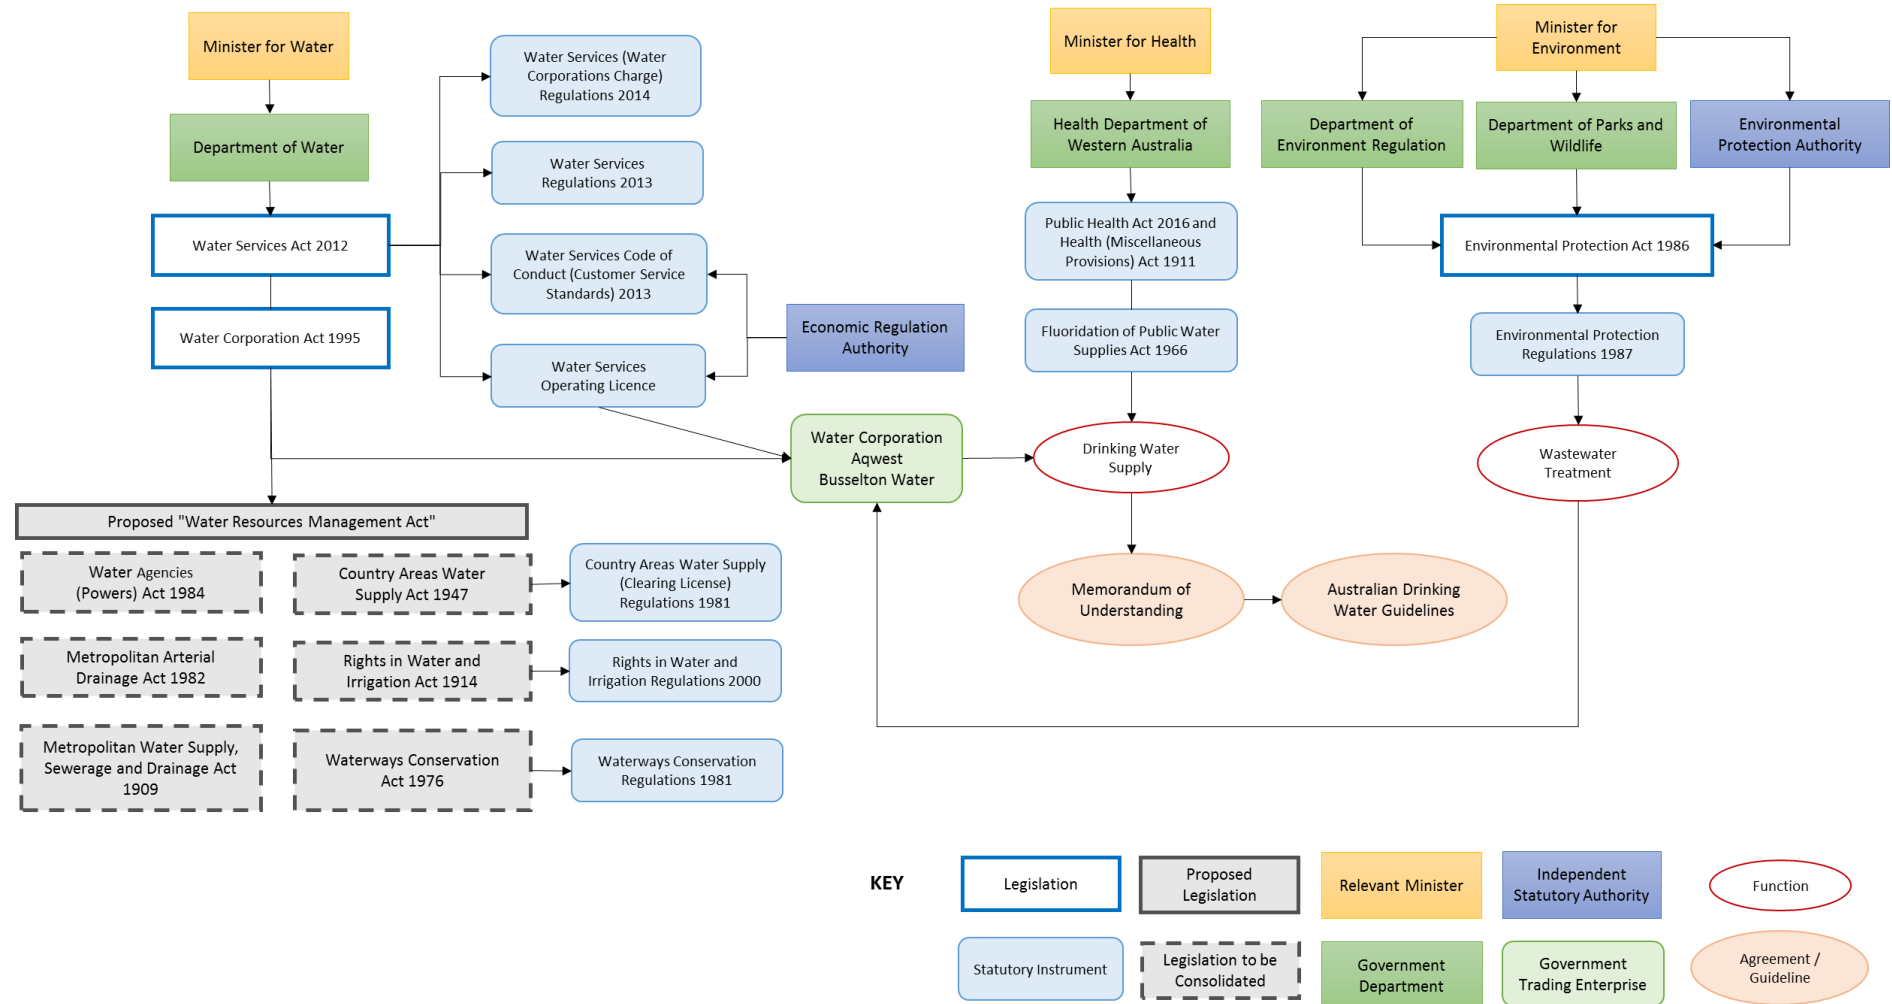 Minister for Water
Department of Water
Water Services Act 2012
Water Corporation Act 1995
Water Services (Water
Corporations Charge)
Regulations 2014
Water Services
Regulations 2013
Water Services Code of
Conduct (Customer Service
Standards) 2013
Water Services
Operating Licence
Economic Regulation
Authority
Water Corporation
Aqwest
Busselton Water
Minister for Health
Health Department of
Western Australia
Public Health Act 2016 and
Health (Miscellaneous
Provisions) Act 1911
Fluoridation of Public Water
Supplies Act 1966
Drinking Water
Supply
Memorandum of
Understanding
Australian Drinking
Water Guidelines
Minister for
Environment
Department of
Environment Regulation
Department of Parks and
Wildlife
Environmental
Protection Authority
Environmental Protection Act 1986
Environmental Protection
Regulations 1987
Wastewater
Treatment
Proposed "Water Resources Management Act"
Water Agencies
(Powers) Act 1984
Country Areas Water
Supply Act 1947
Country Areas Water Supply
(Clearing License)
Regulations 1981
Metropolitan Arterial
Drainage Act 1982
Rights in Water and
Irrigation Act 1914
Rights in Water and
Irrigation Regulations 2000
Metropolitan Water Supply,
Sewerage and Drainage Act
1909
Waterways Conservation
Act 1976
Waterways Conservation
Regulations 1981
KEY
Legislation
Proposed
Legislation
Relevant Minister
Independent
Statutory Authority
Function
Statutory Instrument
Legislation to be
Consolidated
Government
Department
Government
Trading Enterprise
Agreement /
Guideline